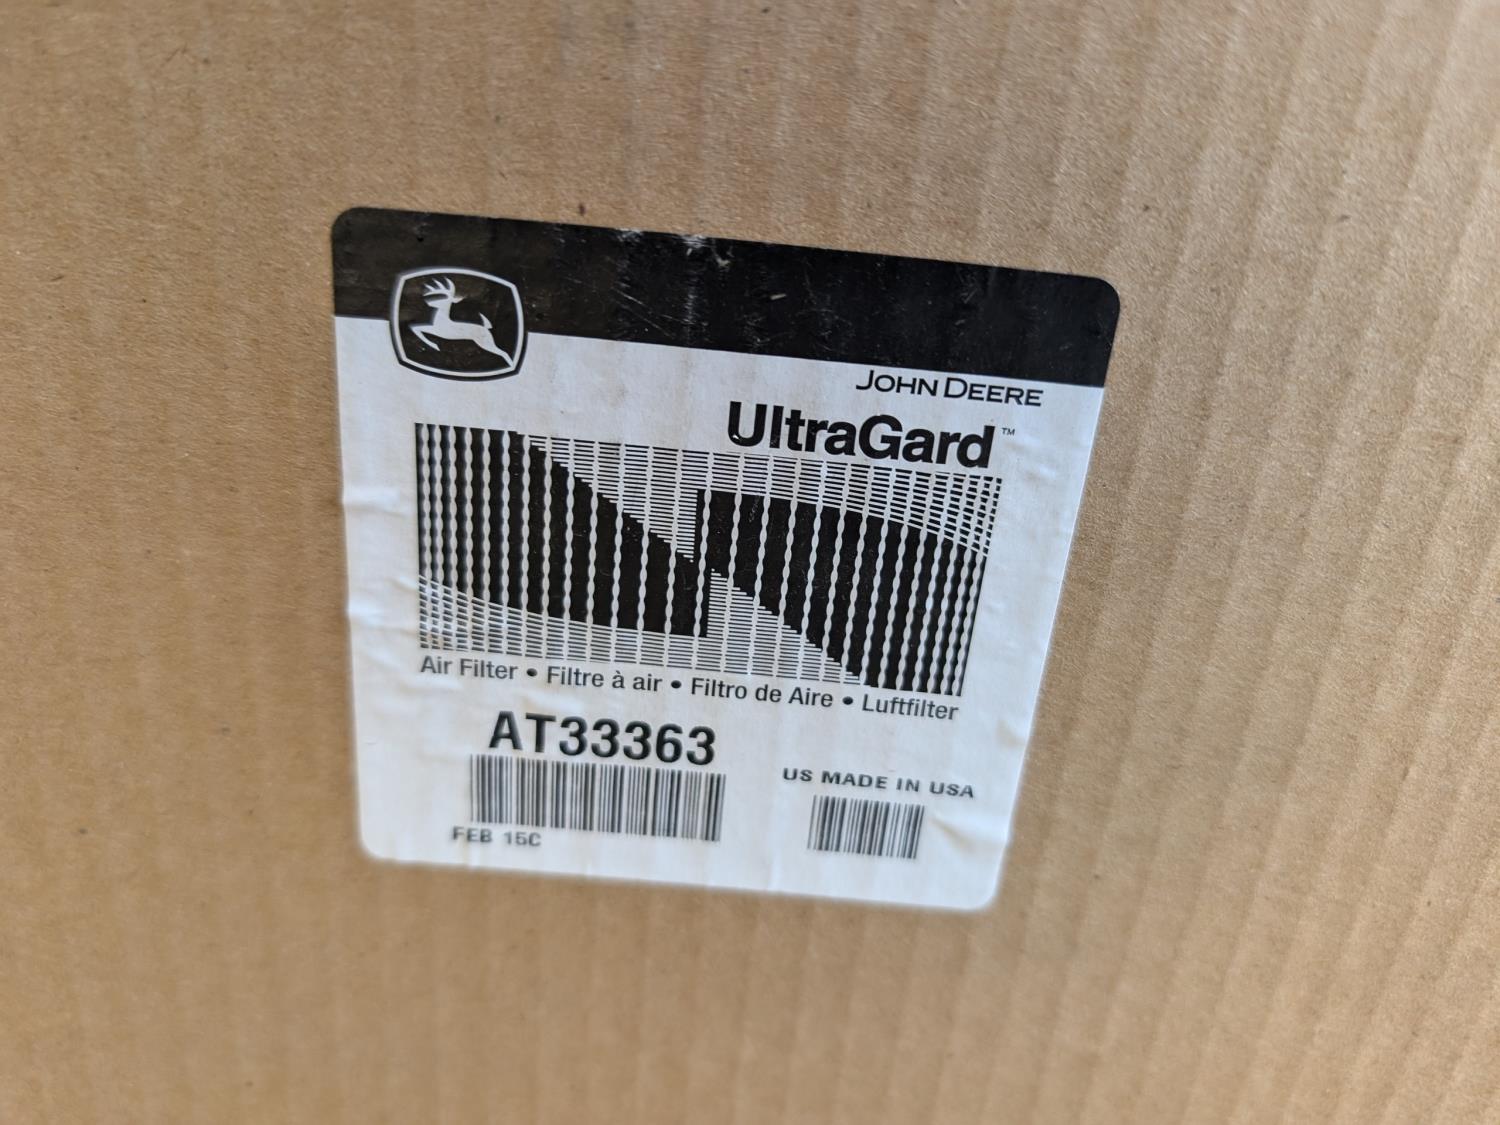 JOHN DEERE
UltraGard™
Air Filter • Filtre à air • Filtro de Aire • Luftfilter
AT33363
US MADE IN USA
FEB 15C